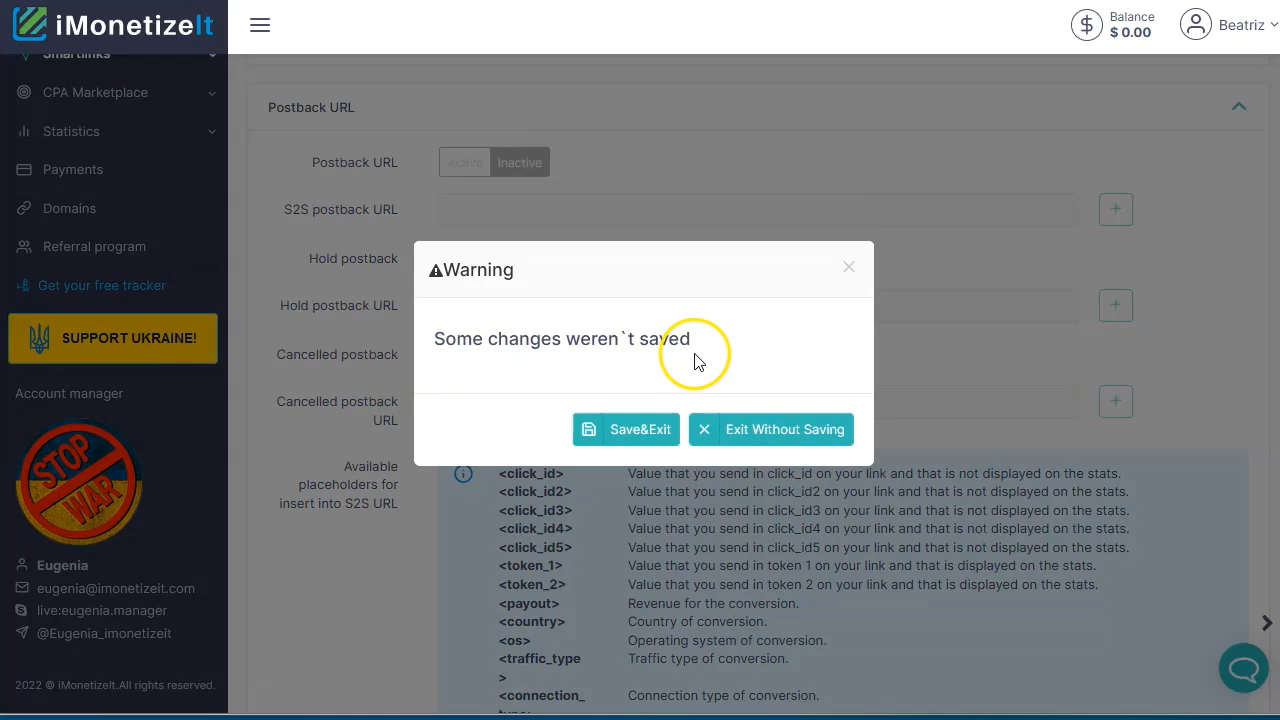 iMonetizeIt
Balance
$ 0.00
Beatriz
Smartlinks
CPA Marketplace
Statistics
Payments
Domains
Referral program
Get your free tracker
SUPPORT UKRAINE!
Account manager
STOP
WAR
Eugenia
eugenia@imonetizeit.com
live:eugenia.manager
@Eugenia_imonetizeit
2022 © iMonetizeIt.All rights reserved.
Postback URL
Postback URL
Active
Inactive
S2S postback URL
Hold postback
Hold postback URL
Cancelled postback
Cancelled postback
URL
Warning
Some changes weren`t saved
Save&Exit
Exit Without Saving
Available
placeholders for
insert into S2S URL
<click_id> Value that you send in click_id on your link and that is not displayed on the stats.
<click_id2> Value that you send in click_id2 on your link and that is not displayed on the stats.
<click_id3> Value that you send in click_id3 on your link and that is not displayed on the stats.
<click_id4> Value that you send in click_id4 on your link and that is not displayed on the stats.
<click_id5> Value that you send in click_id5 on your link and that is not displayed on the stats.
<token_1> Value that you send in token 1 on your link and that is displayed on the stats.
<token_2> Value that you send in token 2 on your link and that is displayed on the stats.
<payout> Revenue for the conversion.
<country> Country of conversion.
<os> Operating system of conversion.
<traffic_type Traffic type of conversion.
>
<connection_ Connection type of conversion.